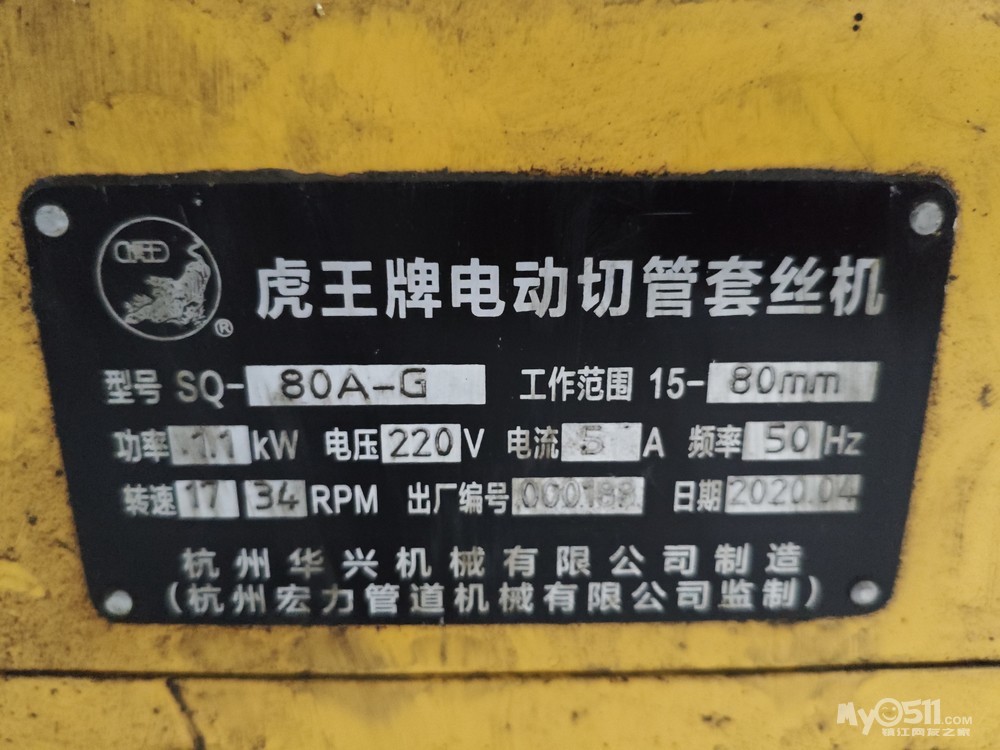 虎王
虎王牌电动切管套丝机
®
型号 SQ-80A-G 工作范围 15-80mm
功率 1.1 kW 电压 220 V 电流 5 A 频率 50 Hz
转速 17 34 RPM 出厂编号 000189 日期 2020.04
杭州华兴机械有限公司制造
(杭州宏力管道机械有限公司监制)
My0511.COM
镇江网友之家